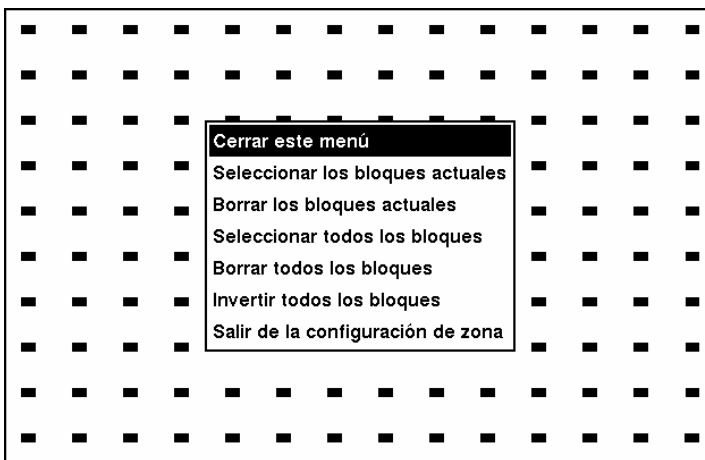 Cerrar este menú
Seleccionar los bloques actuales
Borrar los bloques actuales
Seleccionar todos los bloques
Borrar todos los bloques
Invertir todos los bloques
Salir de la configuración de zona